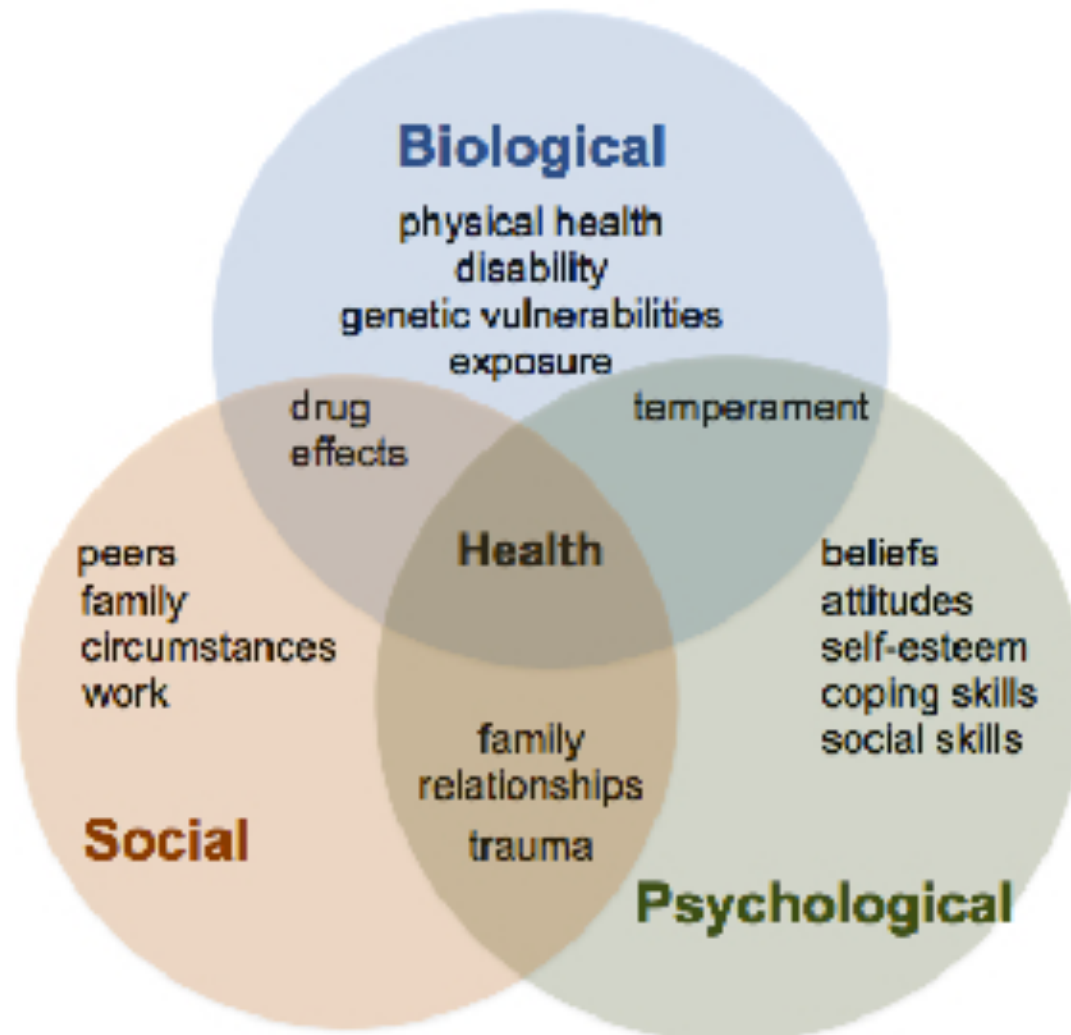 Biological
physical health
disability
genetic vulnerabilities
exposure
drug
effects
temperament
Health
peers
family
circumstances
work
Social
family
relationships
trauma
beliefs
attitudes
self-esteem
coping skills
social skills
Psychological